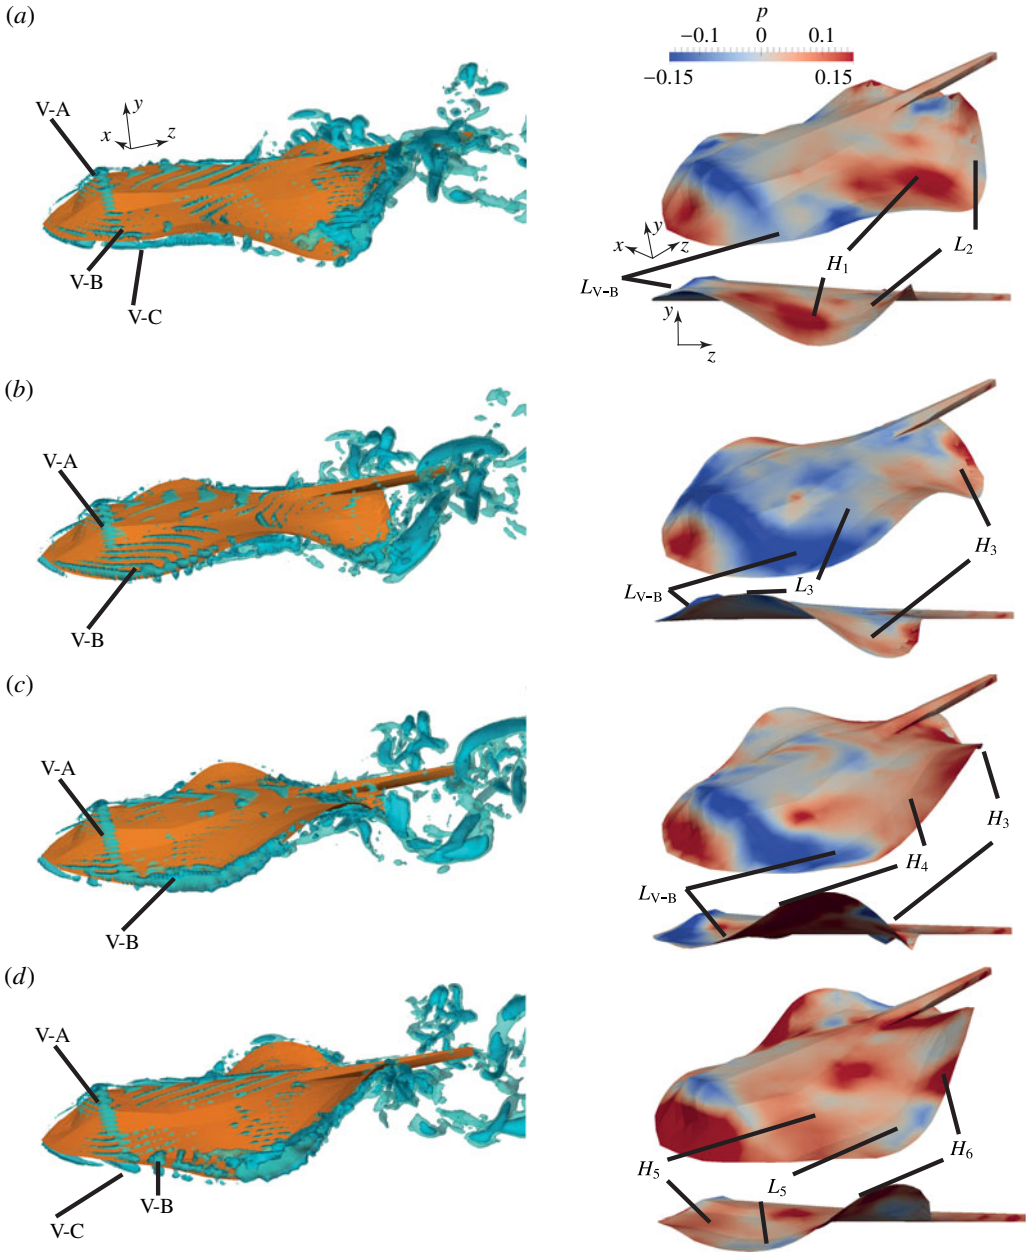 (a)
p
−0.1 0 0.1
−0.15 0.15
V-A
y
x z
V-B
V-C
y
x z
L_V-B
H_1
L_2
y
z
(b)
V-A
V-B
L_V-B
L_3
H_3
(c)
V-A
V-B
L_V-B
H_4
H_3
(d)
V-A
V-B
V-C
H_5
L_5
H_6